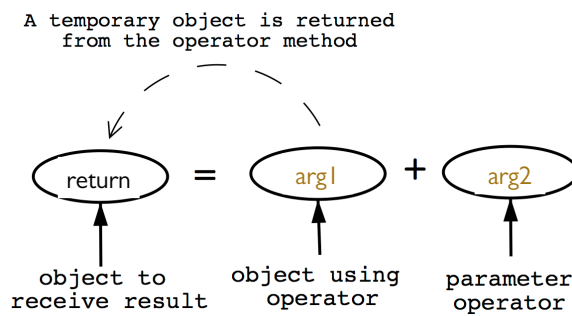 A temporary object is returned
from the operator method
return = arg1 + arg2
object to
receive result
object using
operator
parameter
operator